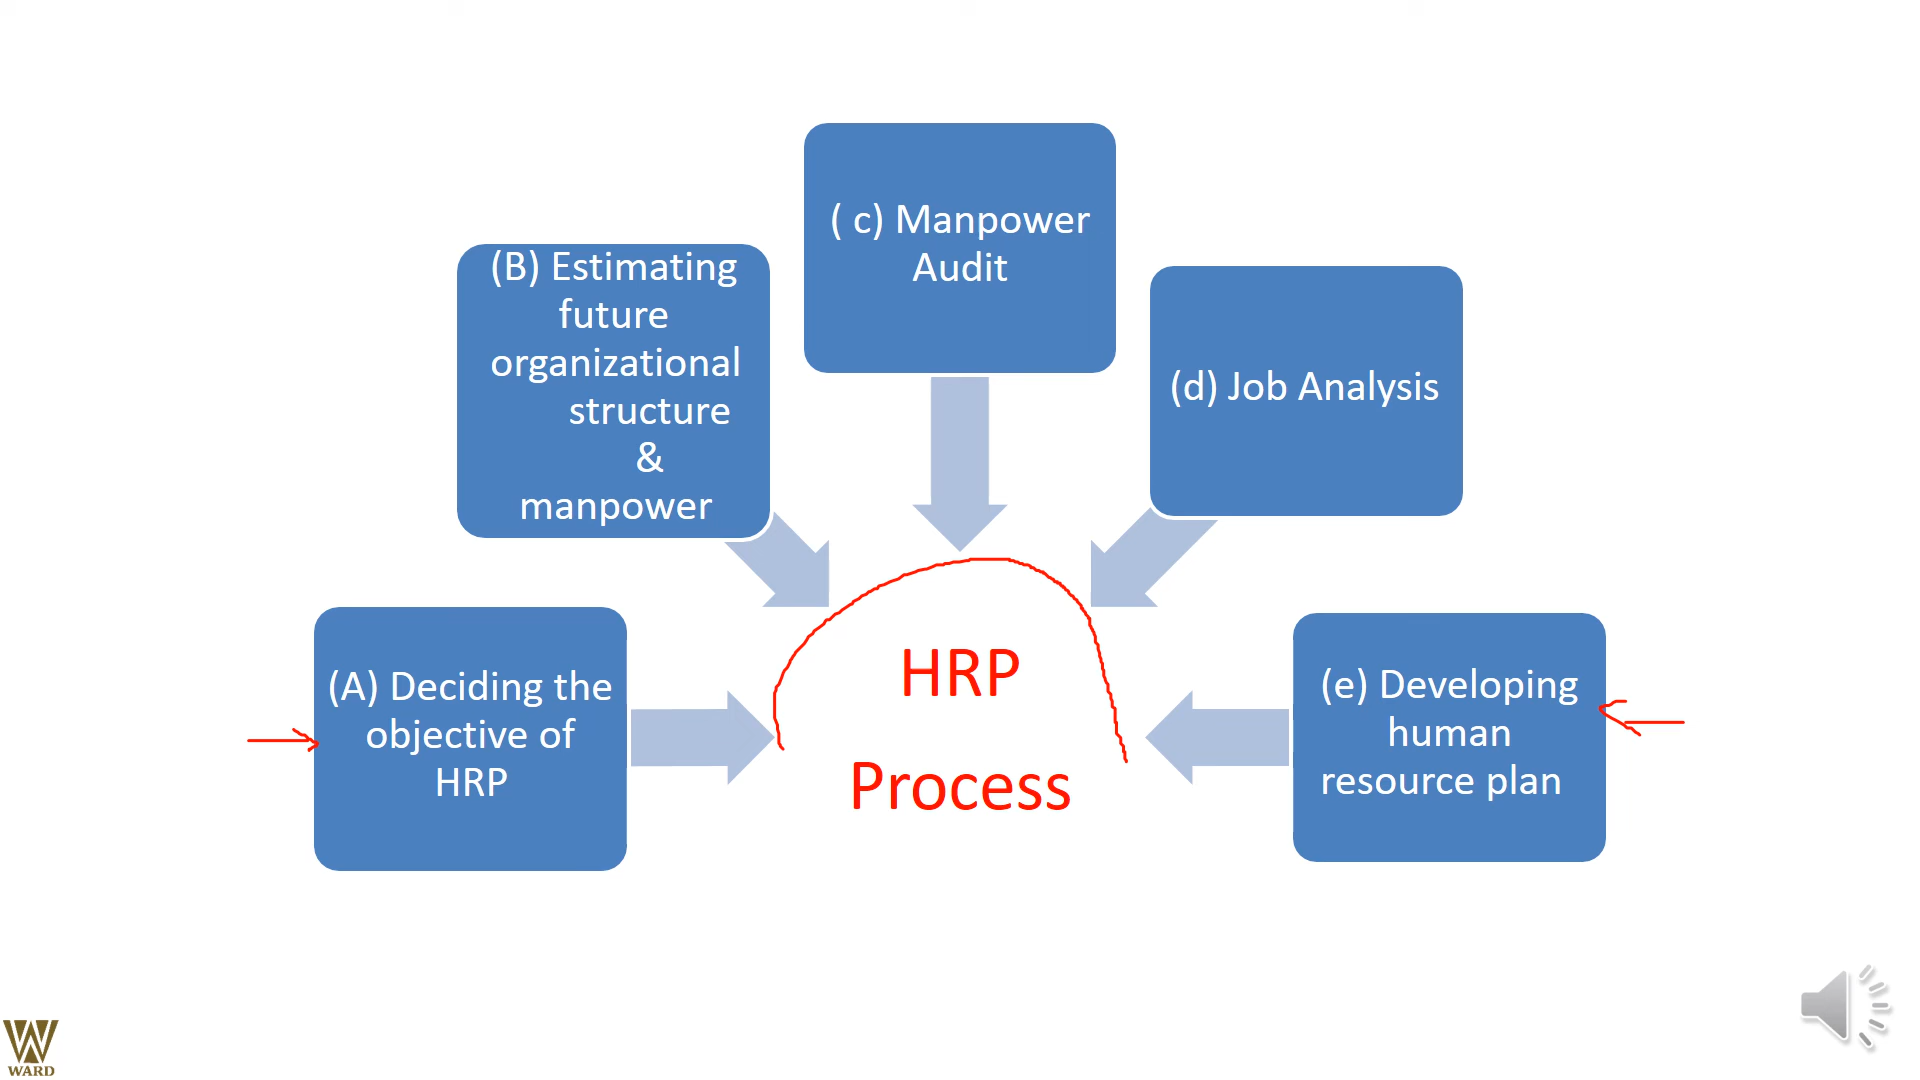 (A) Deciding the
objective of
HRP
(B) Estimating
future
organizational
structure
&
manpower
( c) Manpower
Audit
(d) Job Analysis
(e) Developing
human
resource plan
HRP
Process
WARD